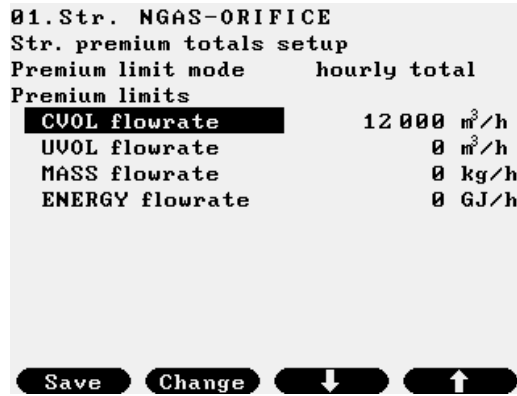 01.Str. NGAS-ORIFICE
Str. premium totals setup
Premium limit mode hourly total
Premium limits
CVOL flowrate 12 000 m³/h
UVOL flowrate 0 m³/h
MASS flowrate 0 kg/h
ENERGY flowrate 0 GJ/h
Save Change ↓ ↑